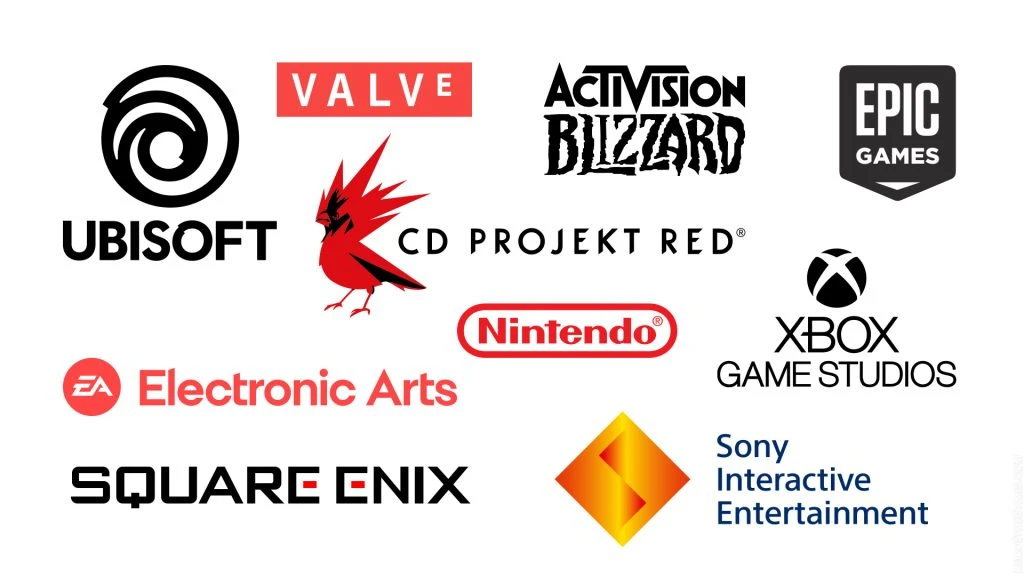 VALVE
ACTIVISION
BLIZZARD
EPIC
GAMES
UBISOFT
CD PROJEKT RED®
Nintendo®
XBOX
GAME STUDIOS
EA Electronic Arts
SQUARE ENIX
Sony
Interactive
Entertainment